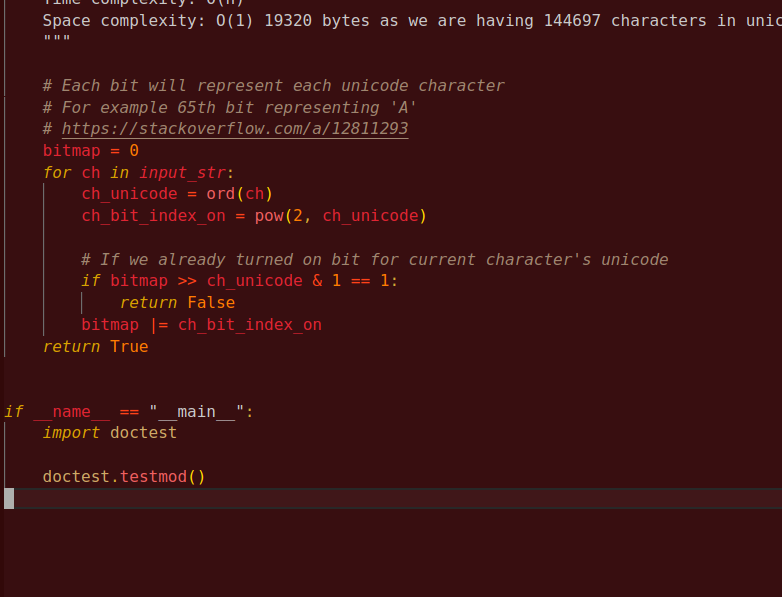 Time complexity: O(n)
Space complexity: O(1) 19320 bytes as we are having 144697 characters in
"""
# Each bit will represent each unicode character
# For example 65th bit representing 'A'
# https://stackoverflow.com/a/12811293
bitmap = 0
for ch in input_str:
ch_unicode = ord(ch)
ch_bit_index_on = pow(2, ch_unicode)
# If we already turned on bit for current character's unicode
if bitmap >> ch_unicode & 1 == 1:
return False
bitmap |= ch_bit_index_on
return True
if __name__ == "__main__":
import doctest
doctest.testmod()